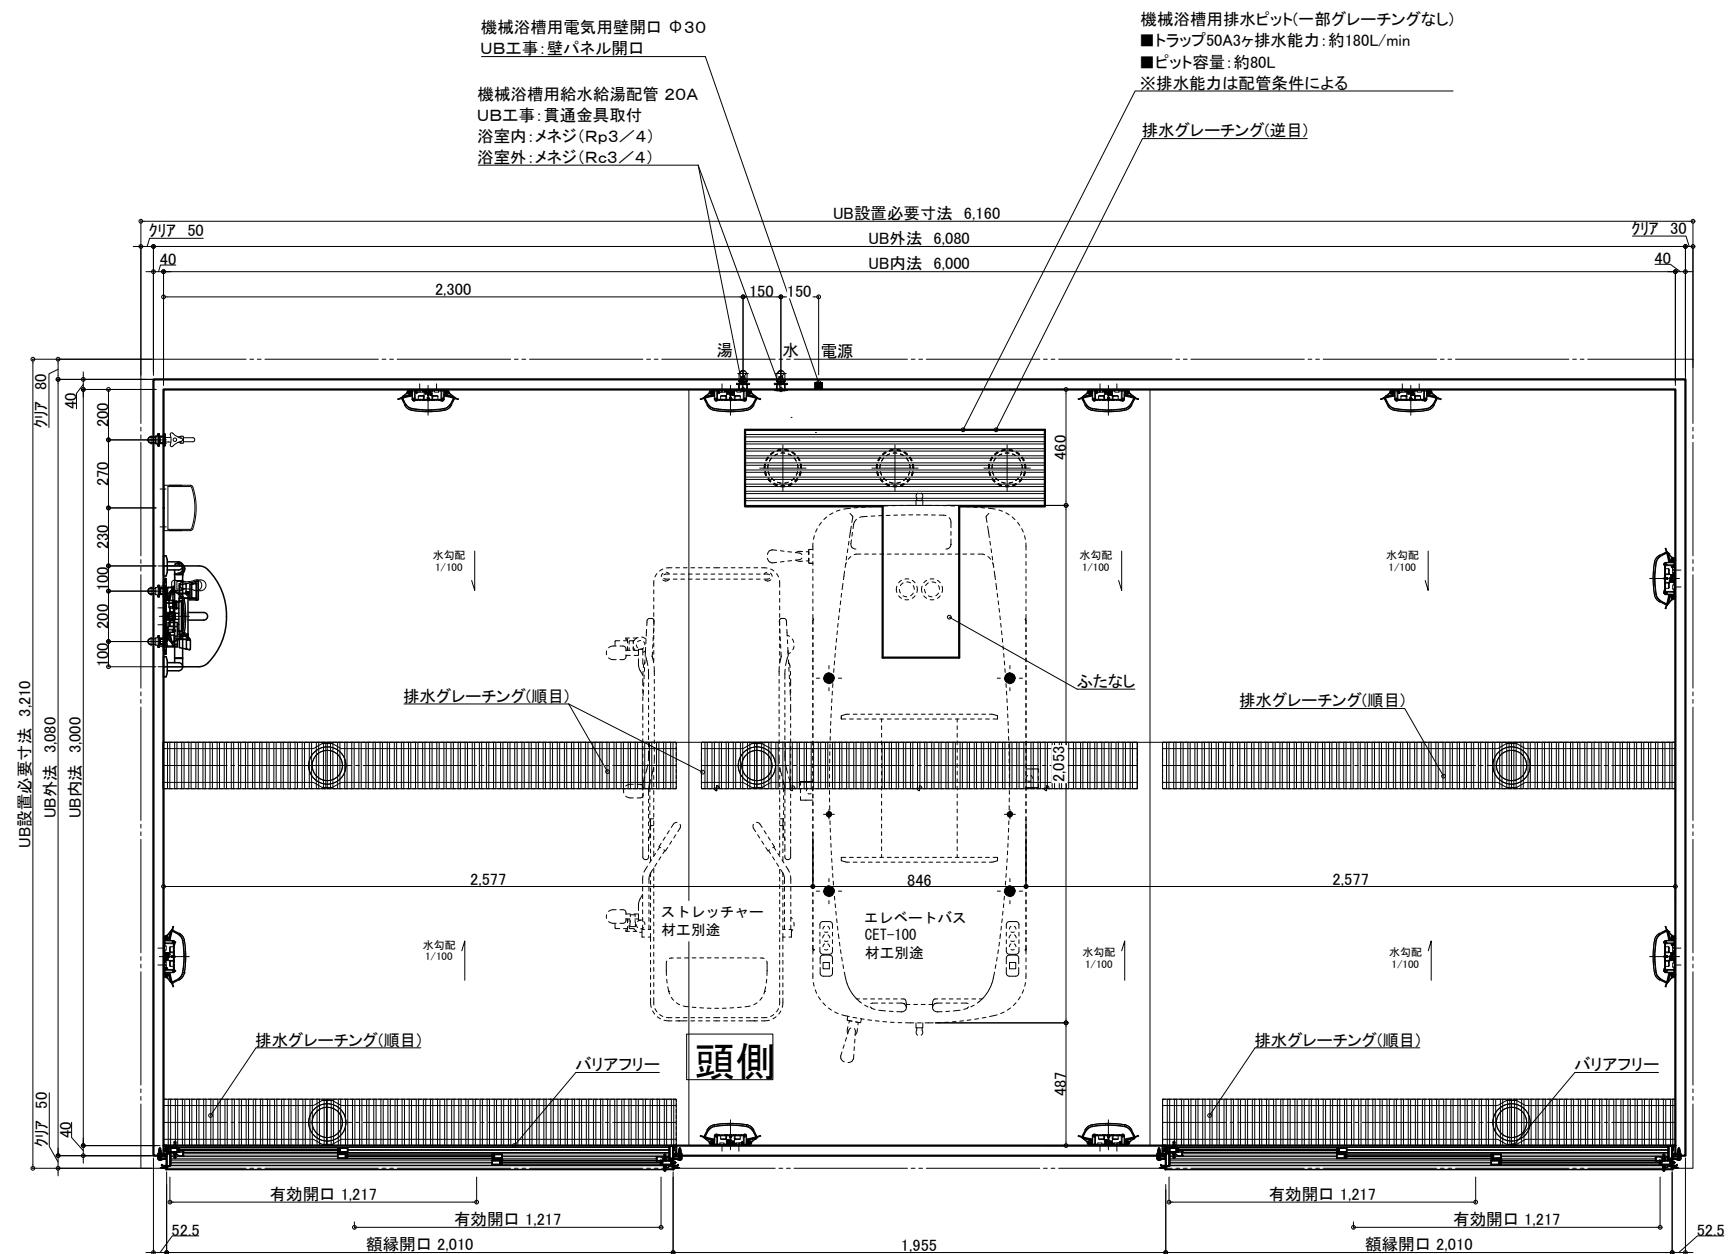 機械浴槽用電気用壁開口 Φ30
UB工事：壁パネル開口
機械浴槽用給水給湯配管 20A
UB工事：貫通金具取付
浴室内：メネジ（Rp3／4）
浴室外：メネジ（Rc3／4）
機械浴槽用排水ピット(一部グレーチングなし)
■トラップ50A3ヶ排水能力：約180L/min
■ピット容量：約80L
※排水能力は配管条件による
排水グレーチング(逆目)
UB設置必要寸法 6,160
クリア 50
UB外法 6,080
クリア 30
40
UB内法 6,000
40
2,300
150
150
湯
水
電源
クリア 80
40
200
270
230
100
200
100
460
水勾配
1/100
水勾配
1/100
水勾配
1/100
ふたなし
排水グレーチング(順目)
排水グレーチング(順目)
UB設置必要寸法 3,210
UB外法 3,080
UB内法 3,000
2,053
2,577
846
2,577
ストレッチャー
材工別途
エレベートバス
CET-100
材工別途
水勾配
1/100
水勾配
1/100
水勾配
1/100
排水グレーチング(順目)
バリアフリー
頭側
487
排水グレーチング(順目)
バリアフリー
クリア 50
40
有効開口 1,217
有効開口 1,217
有効開口 1,217
有効開口 1,217
52.5
額縁開口 2,010
1,955
額縁開口 2,010
52.5